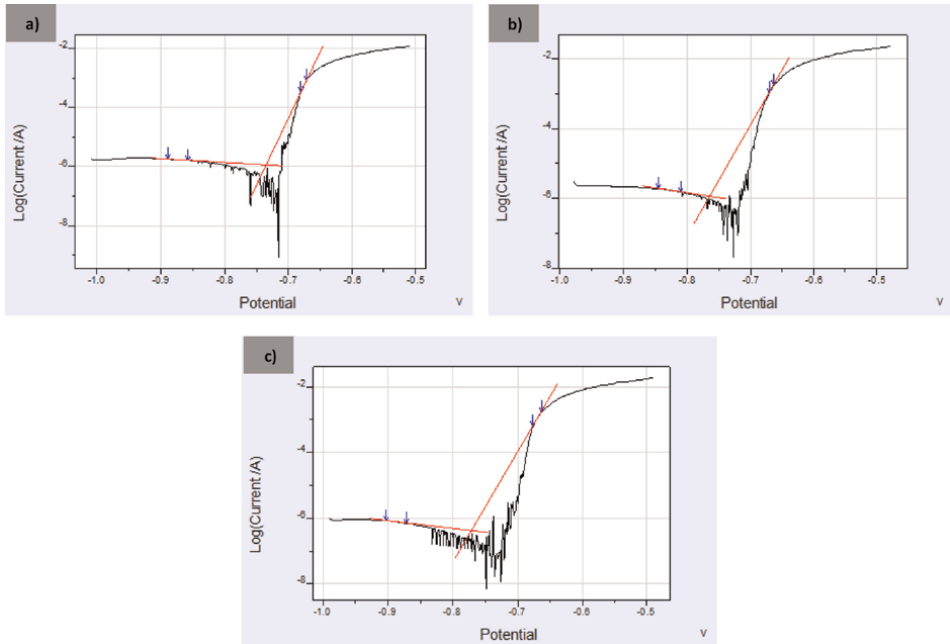 a)
-2
-4
-6
-8
Log(Current /A)
-1.0 -0.9 -0.8 -0.7 -0.6 -0.5
Potential
V
b)
-2
-4
-6
-8
Log(Current /A)
-1.0 -0.9 -0.8 -0.7 -0.6 -0.5
Potential
V
c)
-2
-4
-6
-8
Log(Current /A)
-1.0 -0.9 -0.8 -0.7 -0.6 -0.5
Potential
V